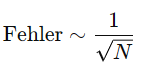 Fehler ∼ 1/√N